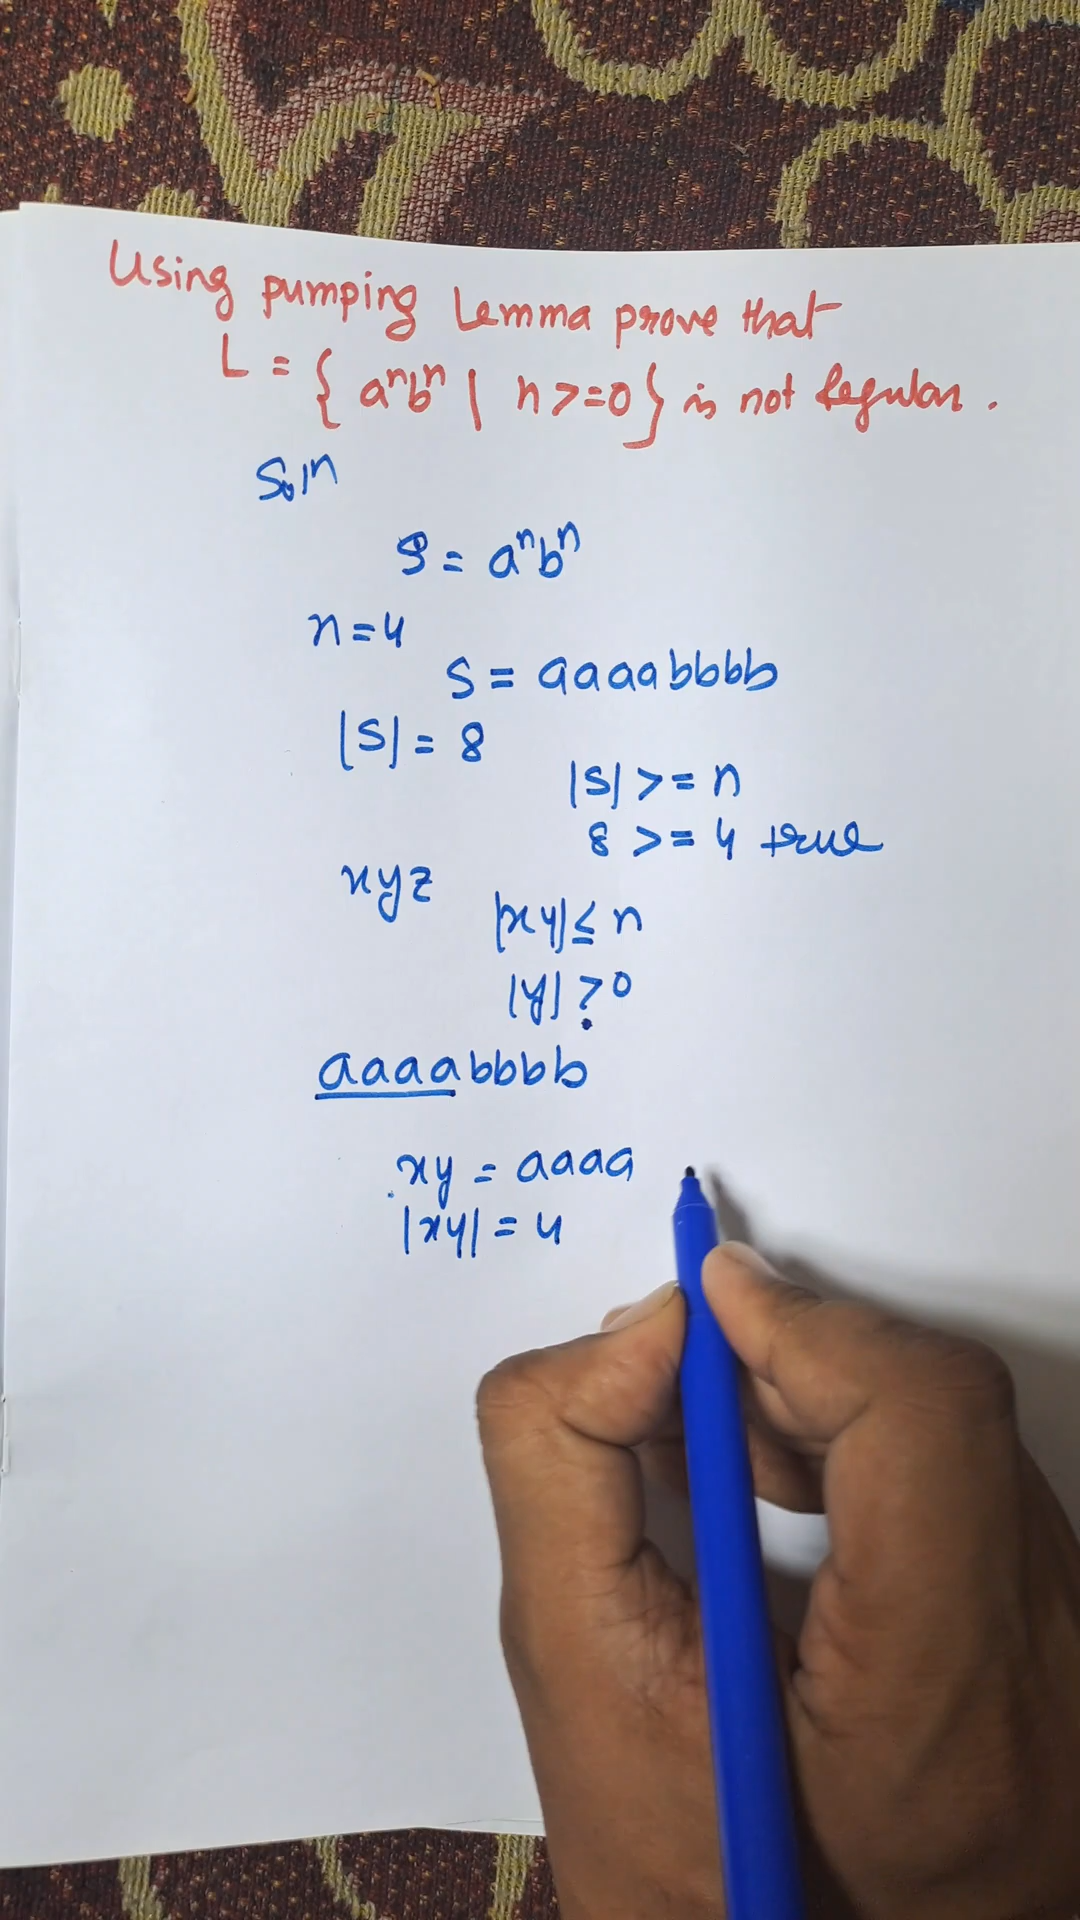 Using pumping Lemma prove that
L = { aⁿbⁿ | n >= 0 } is not Regular.
Solⁿ
S = aⁿbⁿ
n = 4
S = aaaabbbb
|S| = 8
|S| >= n
8 >= 4 true
xyz
|xy| ≤ n
|y| > 0
aaaabbbb
xy = aaaa
|xy| = 4